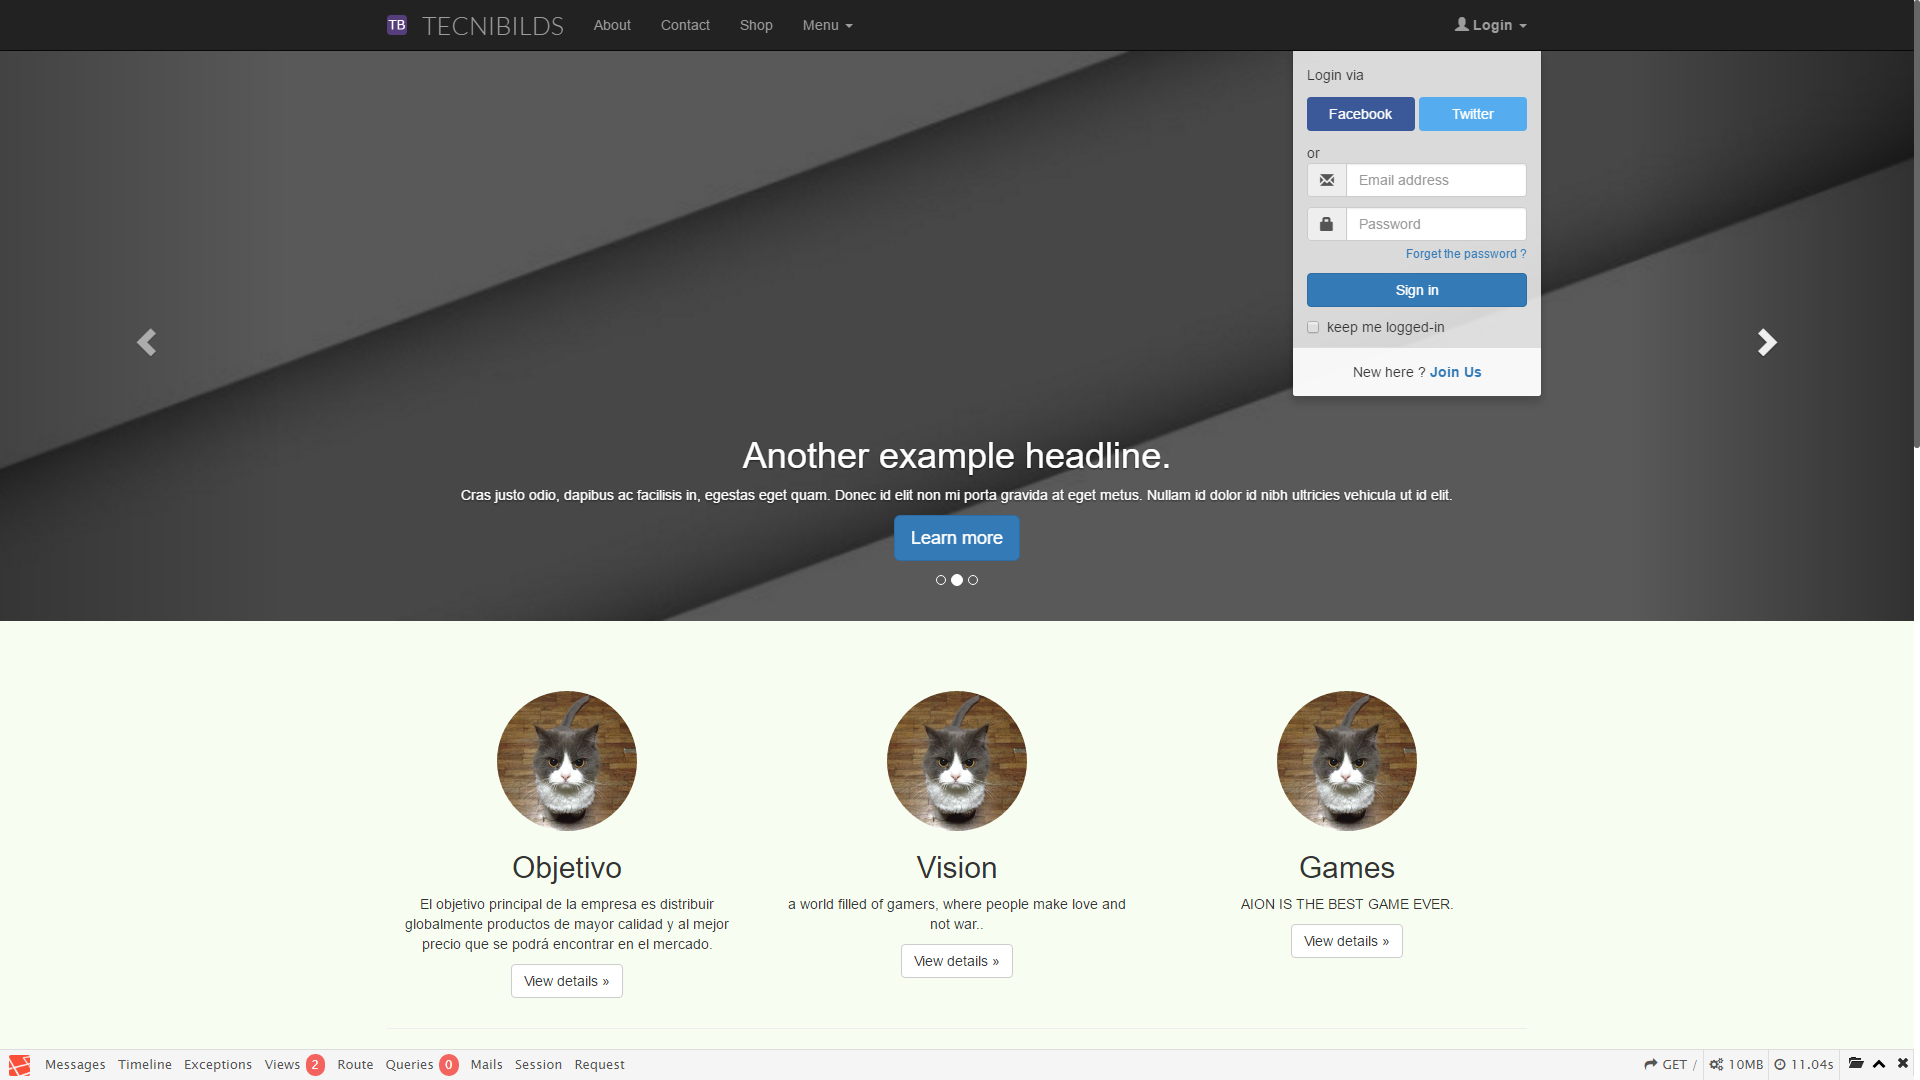 TB TECNIBILDS About Contact Shop Menu Login
Login via
Facebook Twitter
or
Email address
Password
Forget the password ?
Sign in
keep me logged-in
New here ? Join Us
Another example headline.
Cras justo odio, dapibus ac facilisis in, egestas eget quam. Donec id elit non mi porta gravida at eget metus. Nullam id dolor id nibh ultricies vehicula ut id elit.
Learn more
Objetivo
El objetivo principal de la empresa es distribuir
globalmente productos de mayor calidad y al mejor
precio que se podrá encontrar en el mercado.
View details »
Vision
a world filled of gamers, where people make love and
not war..
View details »
Games
AION IS THE BEST GAME EVER.
View details »
Messages Timeline Exceptions Views 2 Route Queries 0 Mails Session Request GET / 10MB 11.04s